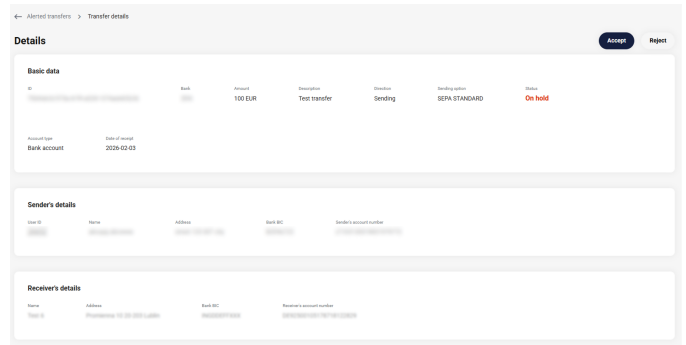 ← Alerted transfers > Transfer details
Details
Accept Reject
Basic data
ID Bank Amount Description Direction Sending option Status
100 EUR Test transfer Sending SEPA STANDARD On hold
Account type Date of receipt
Bank account 2026-02-03
Sender's details
User ID Name Address Bank BIC Sender's account number
Receiver's details
Name Address Bank BIC Receiver's account number